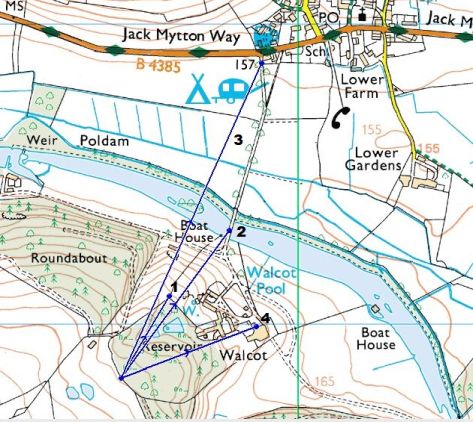 MS
Jack Mytton Way
PO
Jack M
B 4385
157
Sch
Lower
Farm
3
155
155
Weir
Poldam
Lower
Gardens
Boat
House
2
Roundabout
Walcot
Pool
1
W
4
Reservoir
Walcot
Boat
House
165